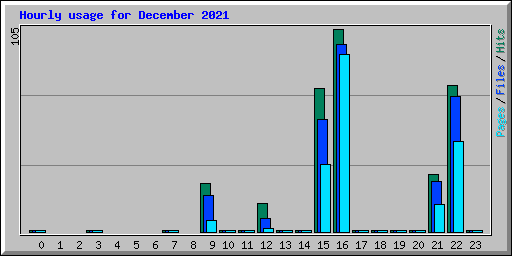 Hourly usage for December 2021
105
Pages/Files/Hits
0 1 2 3 4 5 6 7 8 9 10 11 12 13 14 15 16 17 18 19 20 21 22 23